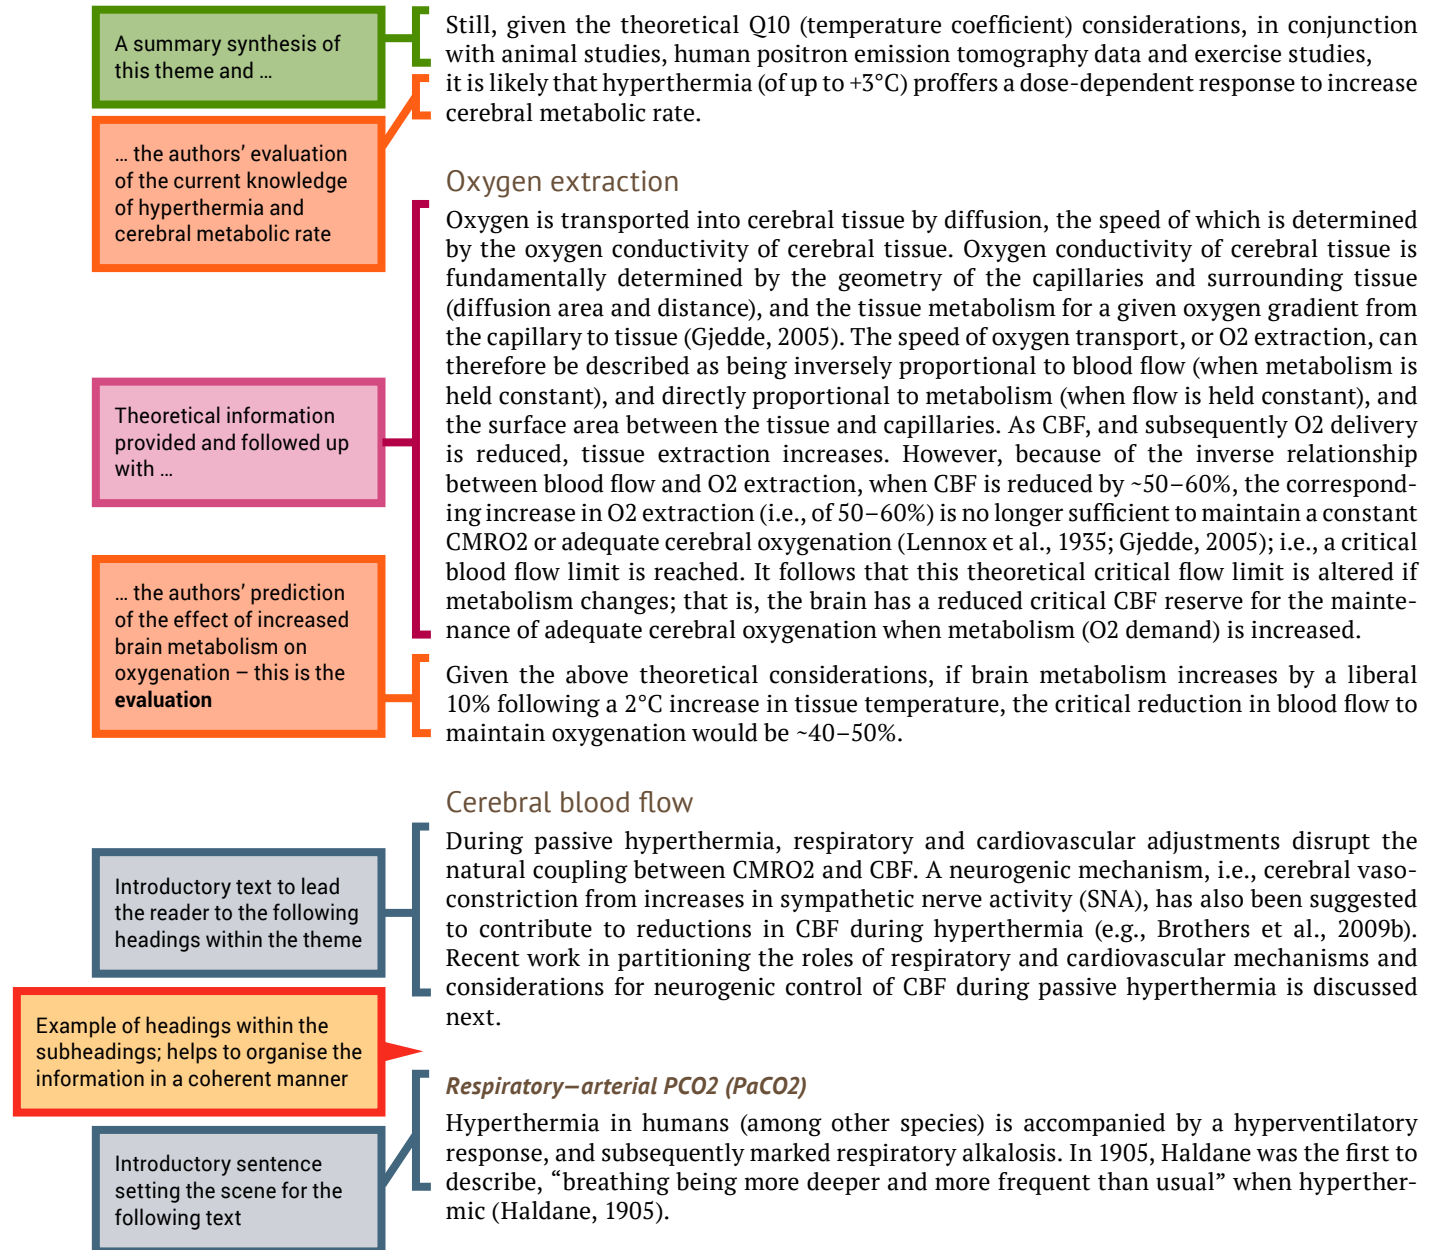 A summary synthesis of
this theme and …
Still, given the theoretical Q10 (temperature coefficient) considerations, in conjunction
with animal studies, human positron emission tomography data and exercise studies,
it is likely that hyperthermia (of up to +3°C) proffers a dose-dependent response to increase
cerebral metabolic rate.
… the authors’ evaluation
of the current knowledge
of hyperthermia and
cerebral metabolic rate
Oxygen extraction
Oxygen is transported into cerebral tissue by diffusion, the speed of which is determined
by the oxygen conductivity of cerebral tissue. Oxygen conductivity of cerebral tissue is
fundamentally determined by the geometry of the capillaries and surrounding tissue
(diffusion area and distance), and the tissue metabolism for a given oxygen gradient from
the capillary to tissue (Gjedde, 2005). The speed of oxygen transport, or O2 extraction, can
therefore be described as being inversely proportional to blood flow (when metabolism is
held constant), and directly proportional to metabolism (when flow is held constant), and
the surface area between the tissue and capillaries. As CBF, and subsequently O2 delivery
is reduced, tissue extraction increases. However, because of the inverse relationship
between blood flow and O2 extraction, when CBF is reduced by ~50–60%, the correspond-
ing increase in O2 extraction (i.e., of 50–60%) is no longer sufficient to maintain a constant
CMRO2 or adequate cerebral oxygenation (Lennox et al., 1935; Gjedde, 2005); i.e., a critical
blood flow limit is reached. It follows that this theoretical critical flow limit is altered if
metabolism changes; that is, the brain has a reduced critical CBF reserve for the mainte-
nance of adequate cerebral oxygenation when metabolism (O2 demand) is increased.
Theoretical information
provided and followed up
with …
… the authors’ prediction
of the effect of increased
brain metabolism on
oxygenation – this is the
evaluation
Given the above theoretical considerations, if brain metabolism increases by a liberal
10% following a 2°C increase in tissue temperature, the critical reduction in blood flow to
maintain oxygenation would be ~40–50%.
Cerebral blood flow
During passive hyperthermia, respiratory and cardiovascular adjustments disrupt the
natural coupling between CMRO2 and CBF. A neurogenic mechanism, i.e., cerebral vaso-
constriction from increases in sympathetic nerve activity (SNA), has also been suggested
to contribute to reductions in CBF during hyperthermia (e.g., Brothers et al., 2009b).
Recent work in partitioning the roles of respiratory and cardiovascular mechanisms and
considerations for neurogenic control of CBF during passive hyperthermia is discussed
next.
Introductory text to lead
the reader to the following
headings within the theme
Example of headings within the
subheadings; helps to organise the
information in a coherent manner
Respiratory–arterial PCO2 (PaCO2)
Hyperthermia in humans (among other species) is accompanied by a hyperventilatory
response, and subsequently marked respiratory alkalosis. In 1905, Haldane was the first to
describe, “breathing being more deeper and more frequent than usual” when hyperther-
mic (Haldane, 1905).
Introductory sentence
setting the scene for the
following text